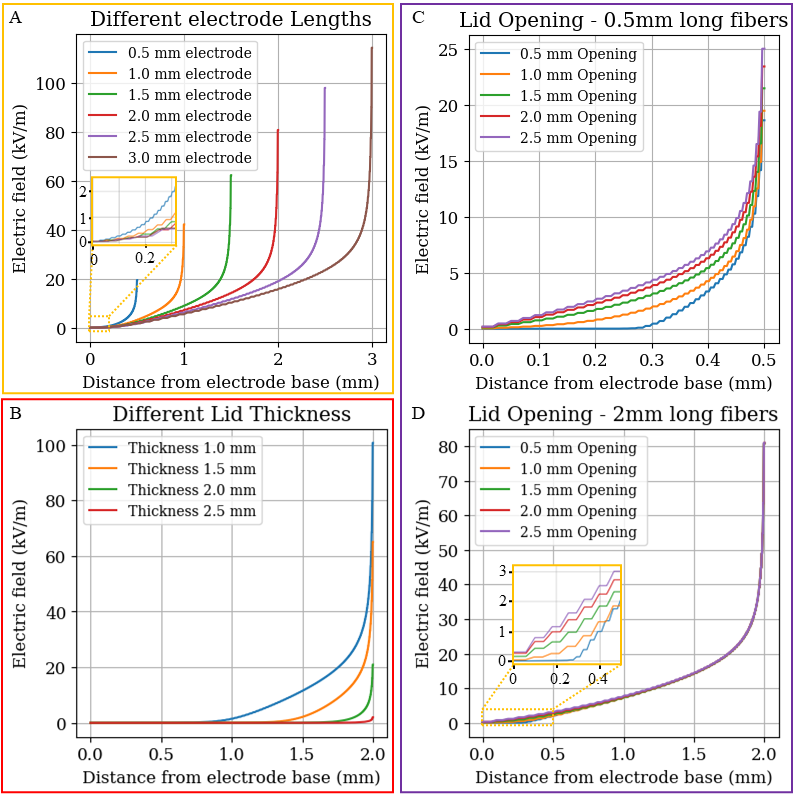 A
Different electrode Lengths
Electric field (kV/m)
100
80
60
40
20
0
0.5 mm electrode
1.0 mm electrode
1.5 mm electrode
2.0 mm electrode
2.5 mm electrode
3.0 mm electrode
2
1
0
0
0.2
0
1
2
3
Distance from electrode base (mm)
C
Lid Opening - 0.5mm long fibers
Electric field (kV/m)
25
20
15
10
5
0
0.5 mm Opening
1.0 mm Opening
1.5 mm Opening
2.0 mm Opening
2.5 mm Opening
0.0
0.1
0.2
0.3
0.4
0.5
Distance from electrode base (mm)
B
Different Lid Thickness
Electric field (kV/m)
100
80
60
40
20
0
Thickness 1.0 mm
Thickness 1.5 mm
Thickness 2.0 mm
Thickness 2.5 mm
0.0
0.5
1.0
1.5
2.0
Distance from electrode base (mm)
D
Lid Opening - 2mm long fibers
Electric field (kV/m)
80
70
60
50
40
30
20
10
0
0.5 mm Opening
1.0 mm Opening
1.5 mm Opening
2.0 mm Opening
2.5 mm Opening
3
2
1
0
0
0.2
0.4
0.0
0.5
1.0
1.5
2.0
Distance from electrode base (mm)